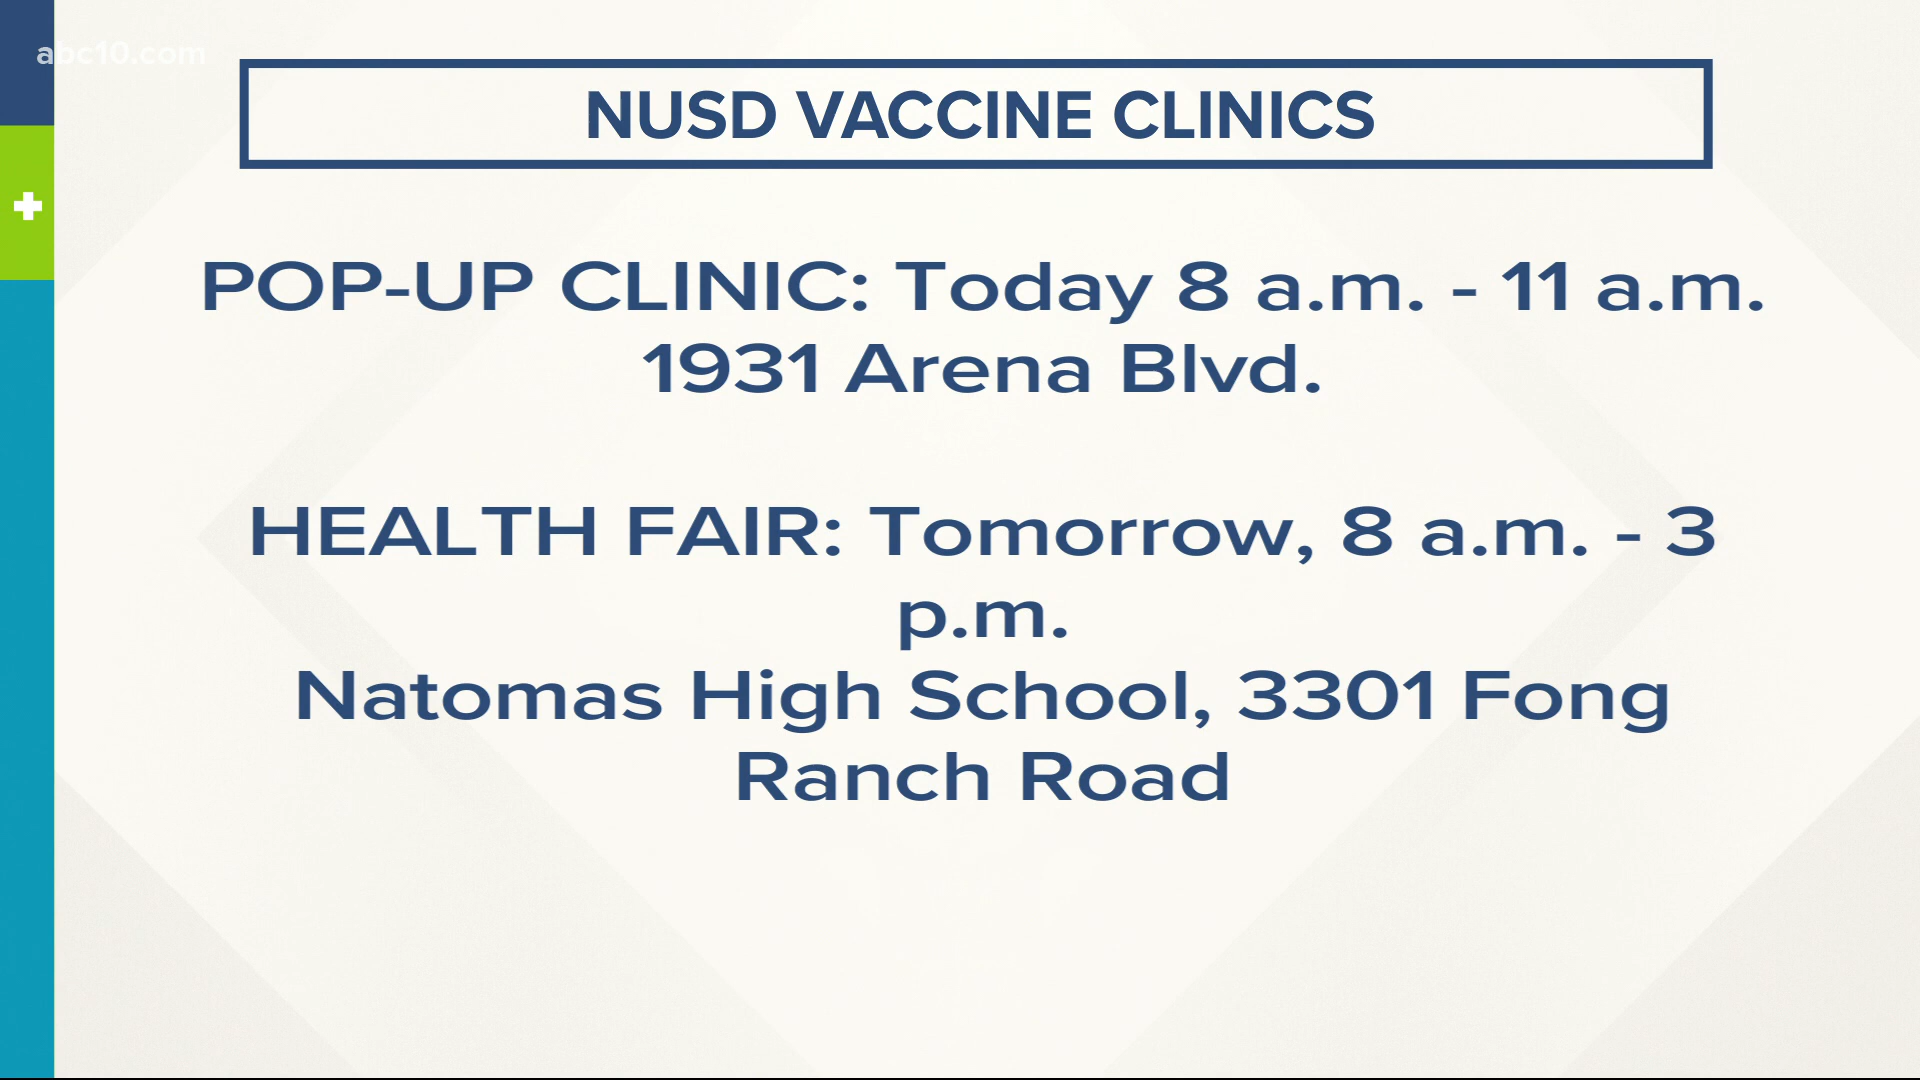 abc10.com
NUSD VACCINE CLINICS
POP-UP CLINIC: Today 8 a.m. - 11 a.m.
1931 Arena Blvd.
HEALTH FAIR: Tomorrow, 8 a.m. - 3
p.m.
Natomas High School, 3301 Fong
Ranch Road